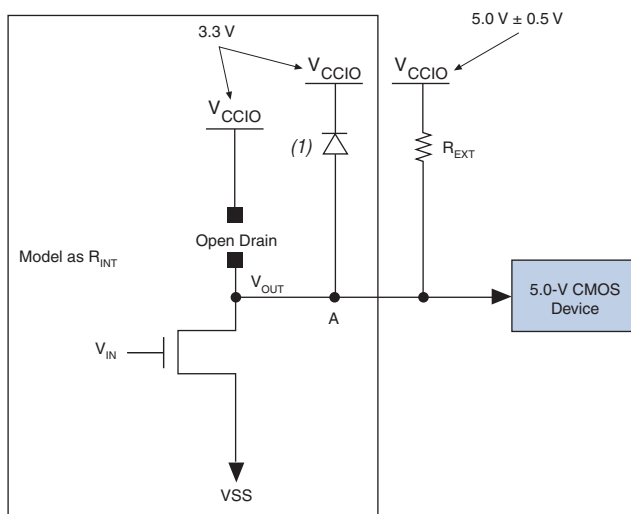 3.3 V
5.0 V ± 0.5 V
VCCIO
VCCIO
VCCIO
(1)
REXT
Open Drain
Model as RINT
VOUT
A
5.0-V CMOS
Device
VIN
VSS